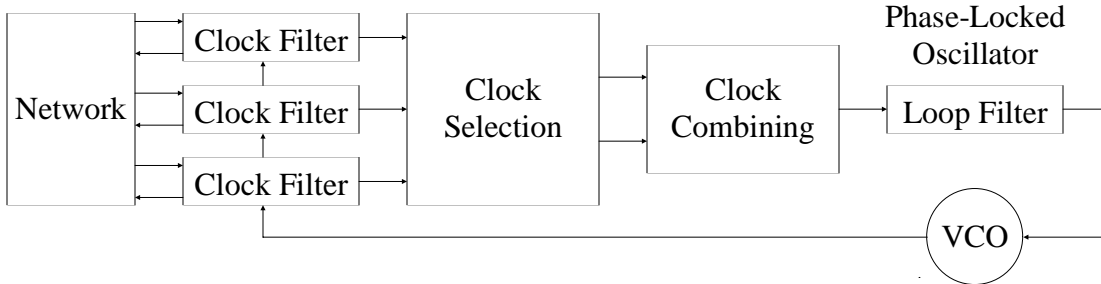 Phase-Locked
Oscillator
Network
Clock Filter
Clock Filter
Clock Filter
Clock
Selection
Clock
Combining
Loop Filter
VCO